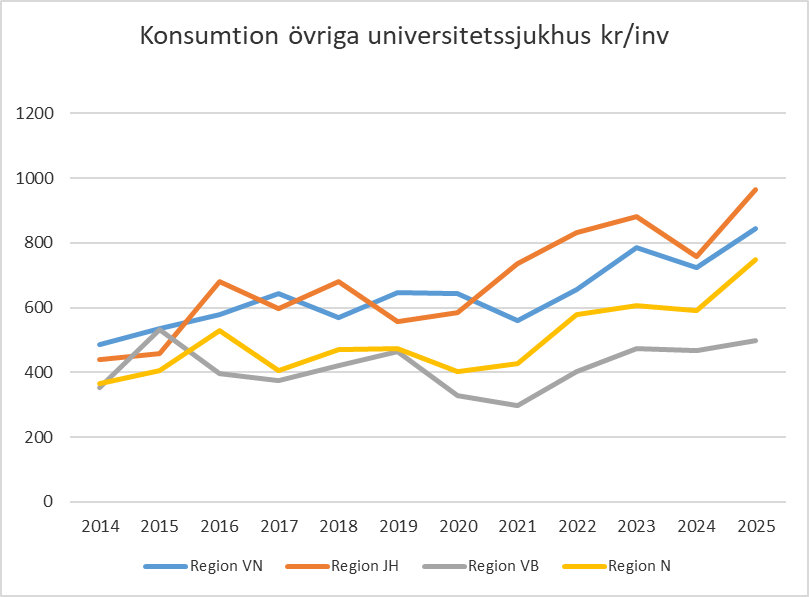 Konsumtion övriga universitetssjukhus kr/inv
1200
1000
800
600
400
200
0
2014 2015 2016 2017 2018 2019 2020 2021 2022 2023 2024 2025
Region VN Region JH Region VB Region N